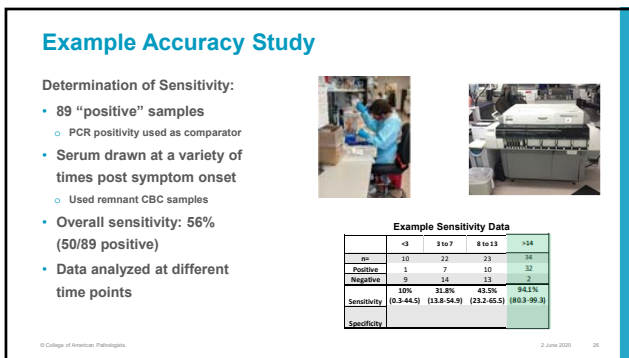 Example Accuracy Study
Determination of Sensitivity:
• 89 “positive” samples
o PCR positivity used as comparator
• Serum drawn at a variety of
times post symptom onset
o Used remnant CBC samples
• Overall sensitivity: 56%
(50/89 positive)
• Data analyzed at different
time points
Example Sensitivity Data
<3 3 to 7 8 to 13 >14
n= 10 22 23 34
Positive 1 7 10 32
Negative 9 14 13 2
Sensitivity 10% (0.3-44.5) 31.8% (13.8-54.9) 43.5% (23.2-65.5) 94.1% (80.3-99.3)
Specificity
© College of American Pathologists. 2 June 2020 26